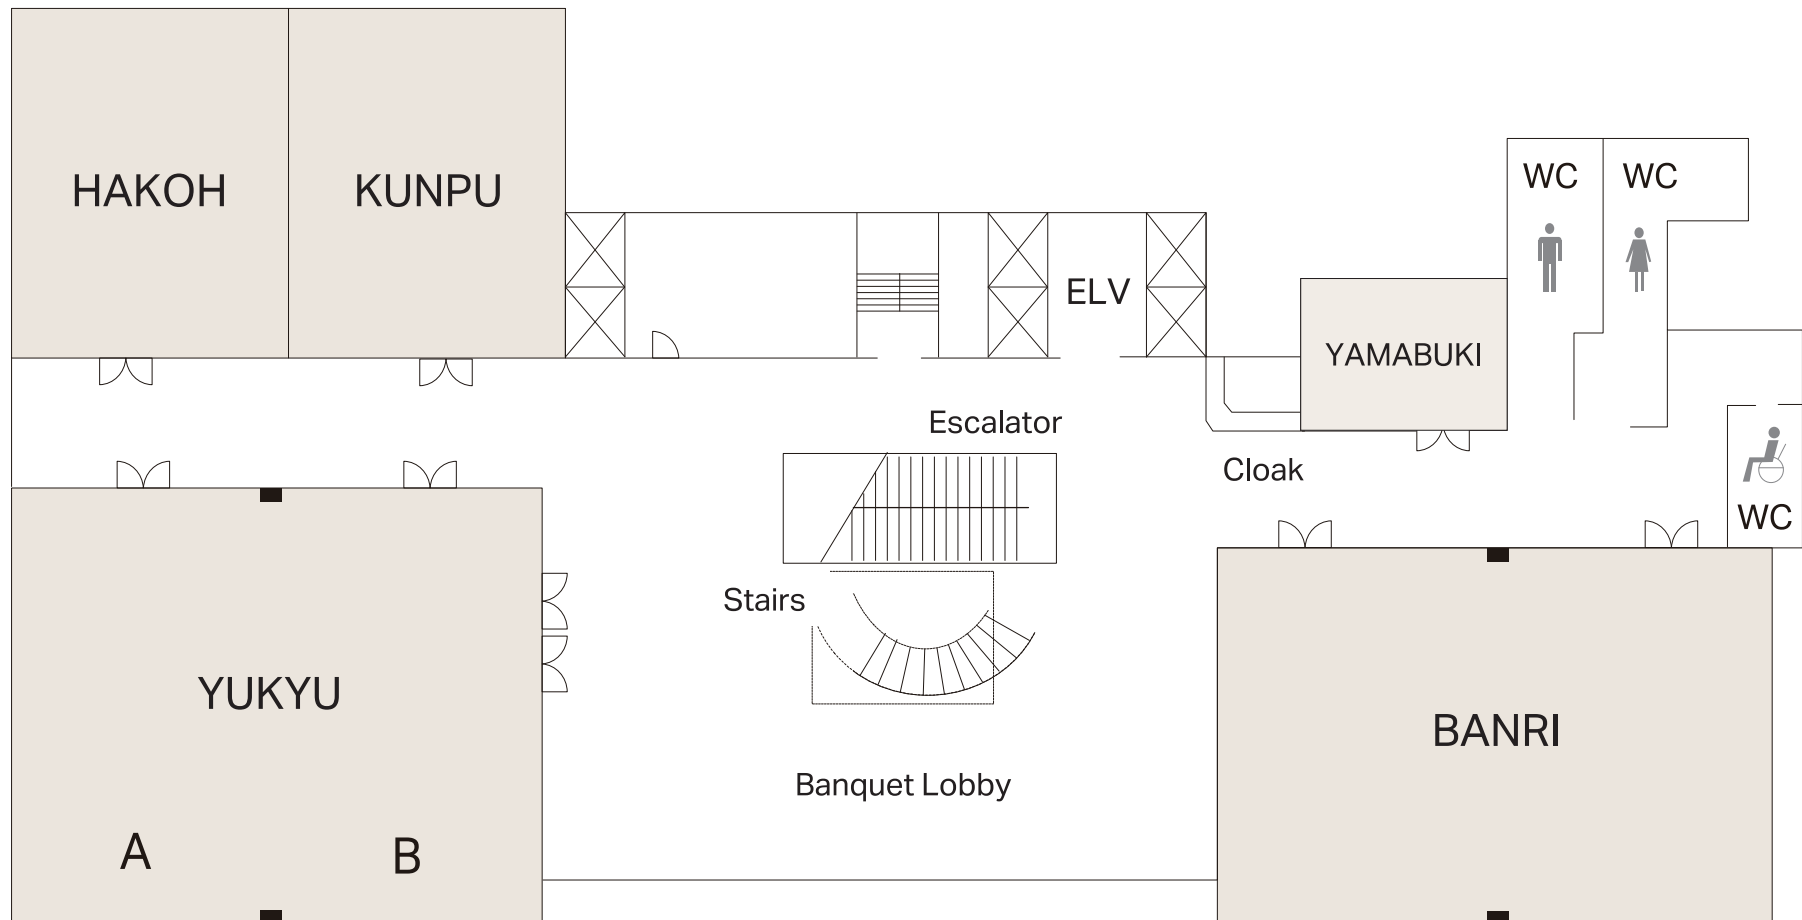 HAKOH
KUNPU
WC
WC
ELV
YAMABUKI
Escalator
Cloak
WC
Stairs
YUKYU
BANRI
Banquet Lobby
A
B